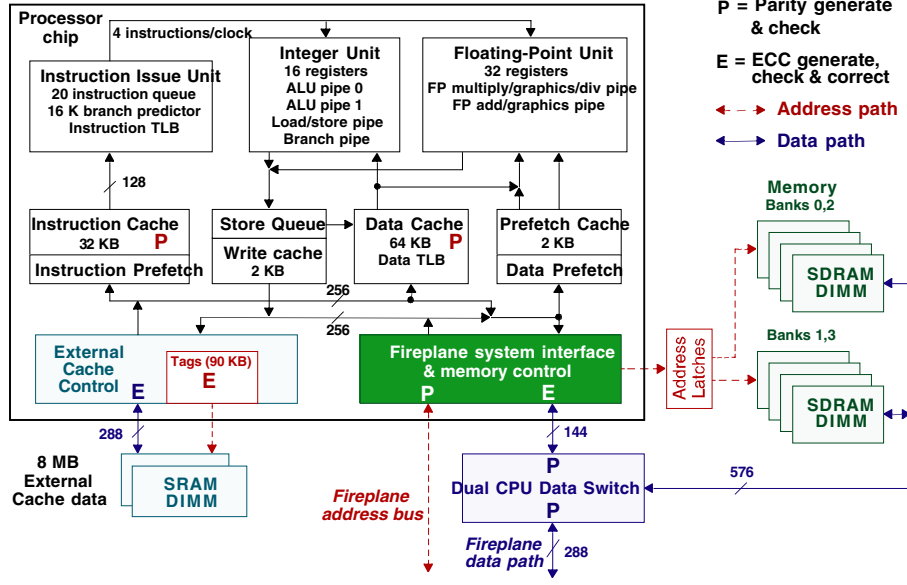 Processor
chip
4 instructions/clock
Instruction Issue Unit
20 instruction queue
16 K branch predictor
Instruction TLB
Integer Unit
16 registers
ALU pipe 0
ALU pipe 1
Load/store pipe
Branch pipe
Floating-Point Unit
32 registers
FP multiply/graphics/div pipe
FP add/graphics pipe
P = Parity generate
& check
E = ECC generate,
check & correct
Address path
Data path
128
Instruction Cache
32 KB P
Instruction Prefetch
Store Queue
Write cache
2 KB
Data Cache
64 KB P
Data TLB
Prefetch Cache
2 KB
Data Prefetch
256
256
External
Cache
Control
E
Tags (90 KB)
E
Fireplane system interface
& memory control
P E
Address
Latches
Memory
Banks 0,2
SDRAM
DIMM
Banks 1,3
SDRAM
DIMM
288
144
8 MB
External
Cache data
SRAM
DIMM
Fireplane
address bus
P
Dual CPU Data Switch
P
576
Fireplane
data path
288